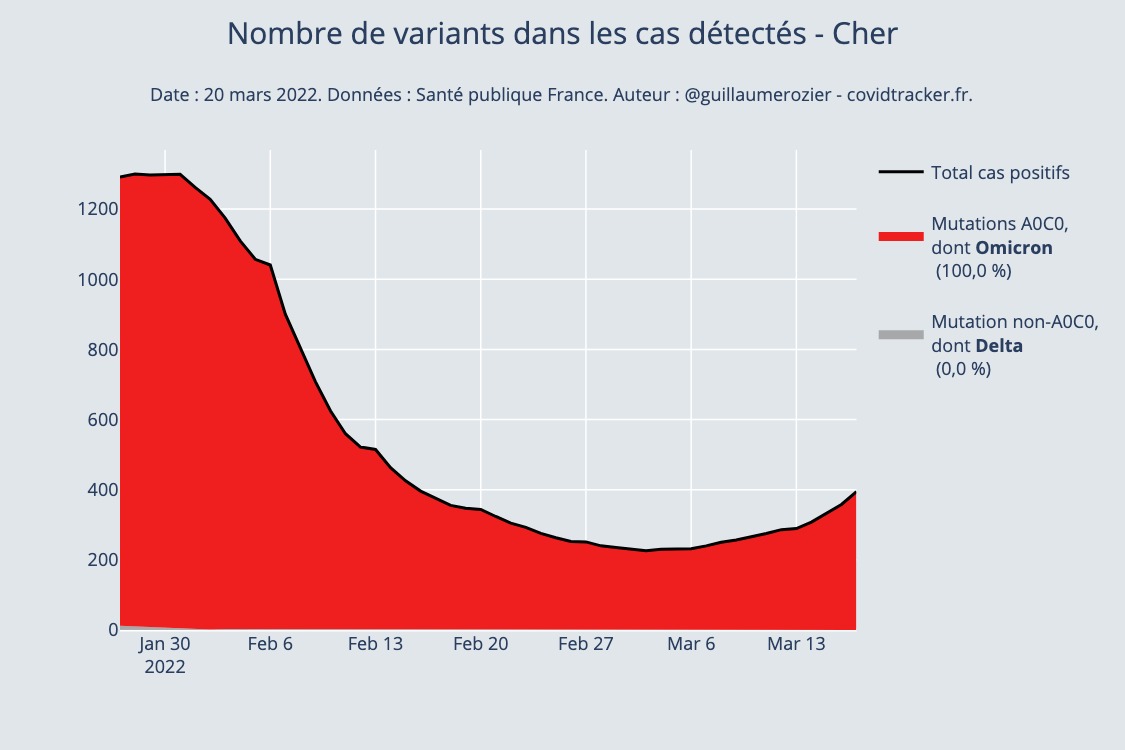 Nombre de variants dans les cas détectés - Cher
Date : 20 mars 2022. Données : Santé publique France. Auteur : @guillaumerozier - covidtracker.fr.
Total cas positifs
Mutations A0C0,
dont Omicron
(100,0 %)
Mutation non-A0C0,
dont Delta
(0,0 %)
1200
1000
800
600
400
200
0
Jan 30 Feb 6 Feb 13 Feb 20 Feb 27 Mar 6 Mar 13
2022